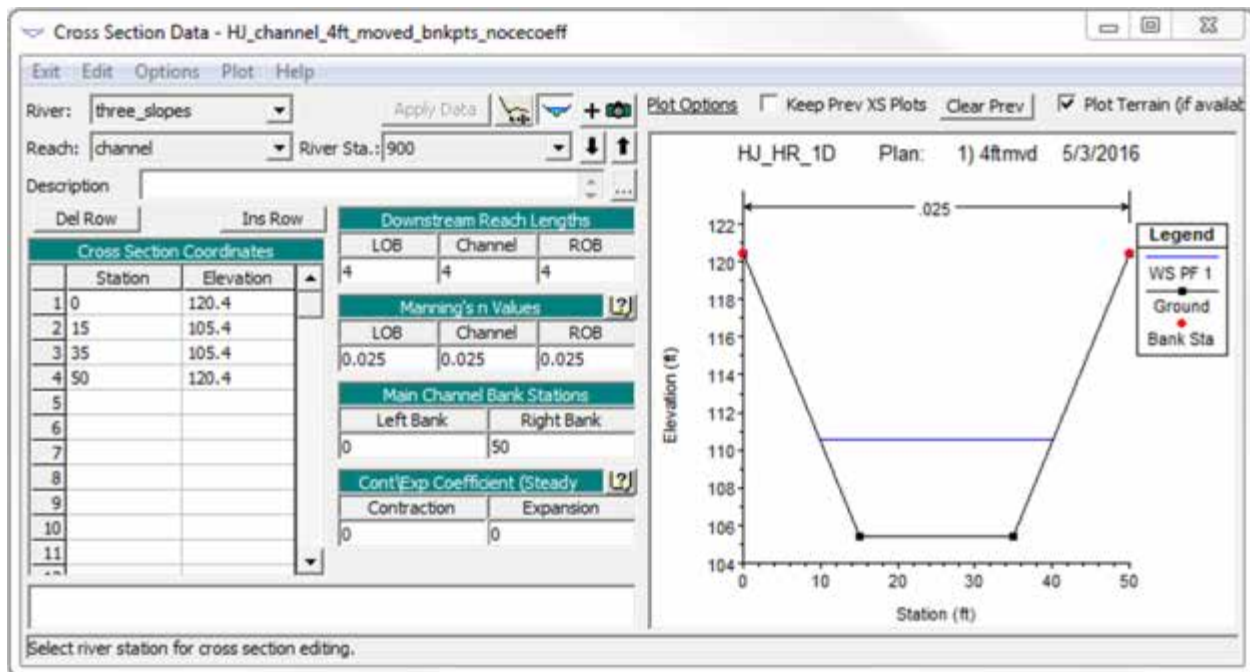 Cross Section Data - HJ_channel_4ft_moved_bnkpts_nocecoeff
Exit Edit Options Plot Help
River: three_slopes Apply Data
Reach: channel River Sta.: 900
Description ...
Del Row Ins Row
Cross Section Coordinates
Station Elevation
1 0 120.4
2 15 105.4
3 35 105.4
4 50 120.4
5
6
7
8
9
10
11
Downstream Reach Lengths
LOB Channel ROB
4 4 4
Manning's n Values
LOB Channel ROB
0.025 0.025 0.025
Main Channel Bank Stations
Left Bank Right Bank
0 50
Cont\Exp Coefficient (Steady
Contraction Expansion
0 0
Select river station for cross section editing.
Plot Options Keep Prev XS Plots Clear Prev Plot Terrain (if availab
HJ_HR_1D Plan: 1) 4ftmvd 5/3/2016
.025
122
120
118
116
114
112
110
108
106
104
Elevation (ft)
0 10 20 30 40 50
Station (ft)
Legend
WS PF 1
Ground
Bank Sta